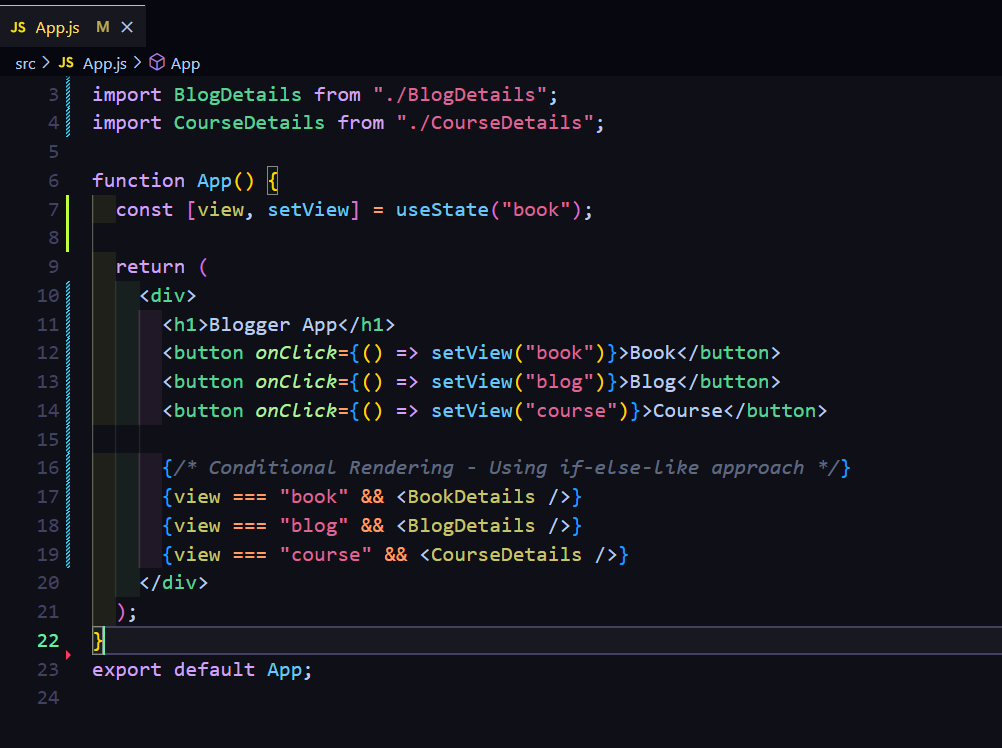 JS App.js M ×
src > JS App.js > App
3 import BlogDetails from "./BlogDetails";
4 import CourseDetails from "./CourseDetails";
5
6 function App() {
7   const [view, setView] = useState("book");
8
9   return (
10     <div>
11       <h1>Blogger App</h1>
12       <button onClick={() => setView("book")}>Book</button>
13       <button onClick={() => setView("blog")}>Blog</button>
14       <button onClick={() => setView("course")}>Course</button>
15
16       {/* Conditional Rendering - Using if-else-like approach */}
17       {view === "book" && <BookDetails />}
18       {view === "blog" && <BlogDetails />}
19       {view === "course" && <CourseDetails />}
20     </div>
21   );
22 }
23 export default App;
24